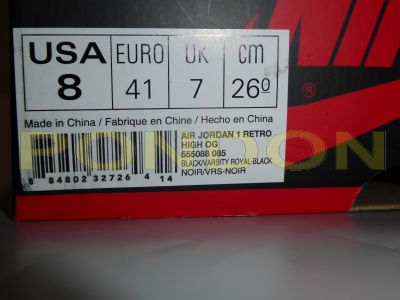 USA EURO UK cm
8 41 7 26º
NIKE
®
Made in China / Fabrique en Chine / Hecho en China
AIR JORDAN 1 RETRO
HIGH OG
555088 085
BLACK/VARSITY ROYAL-BLACK
NOIR/VRS-NOIR
8 84802 32726 4 14
PONDON